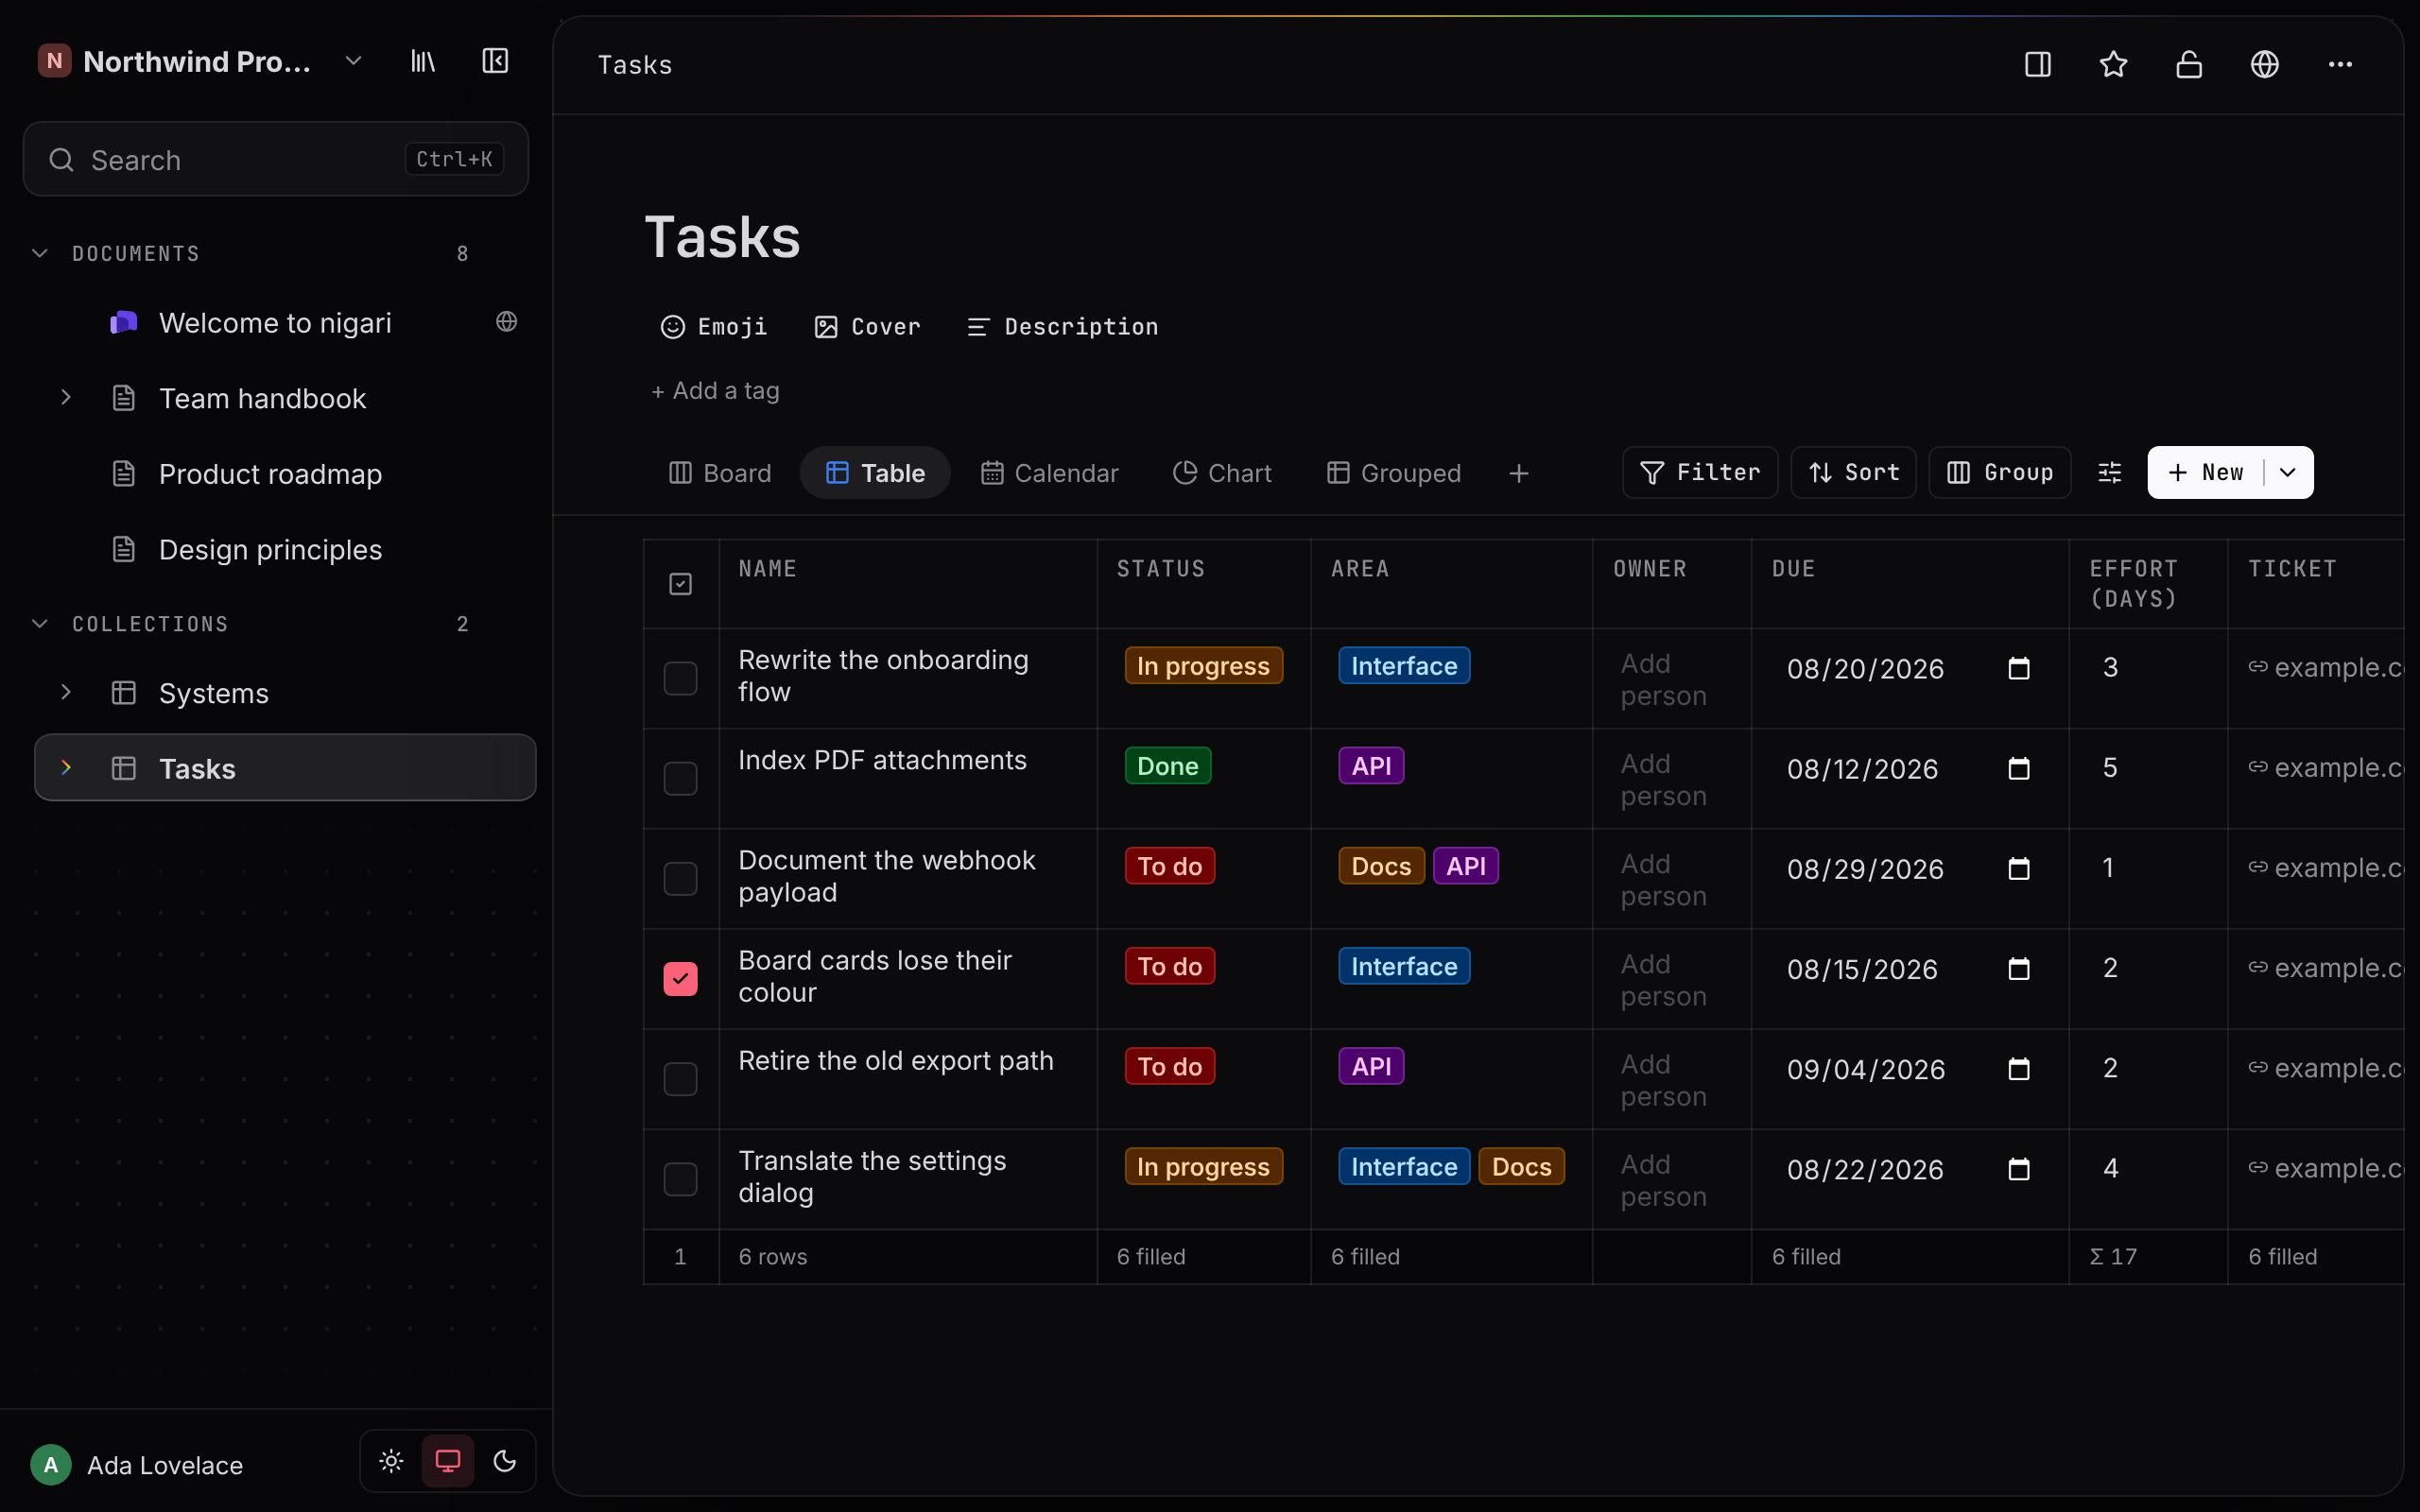 N Northwind Pro...
Search Ctrl+K
DOCUMENTS 8
Welcome to nigari
Team handbook
Product roadmap
Design principles
COLLECTIONS 2
Systems
Tasks
A Ada Lovelace
Tasks
Tasks
Emoji Cover Description
+ Add a tag
Board Table Calendar Chart Grouped + Filter Sort Group + New
NAME STATUS AREA OWNER DUE EFFORT (DAYS) TICKET
Rewrite the onboarding flow In progress Interface Add person 08/20/2026 3 example.c
Index PDF attachments Done API Add person 08/12/2026 5 example.c
Document the webhook payload To do Docs API Add person 08/29/2026 1 example.c
Board cards lose their colour To do Interface Add person 08/15/2026 2 example.c
Retire the old export path To do API Add person 09/04/2026 2 example.c
Translate the settings dialog In progress Interface Docs Add person 08/22/2026 4 example.c
1 6 rows 6 filled 6 filled 6 filled Σ 17 6 filled